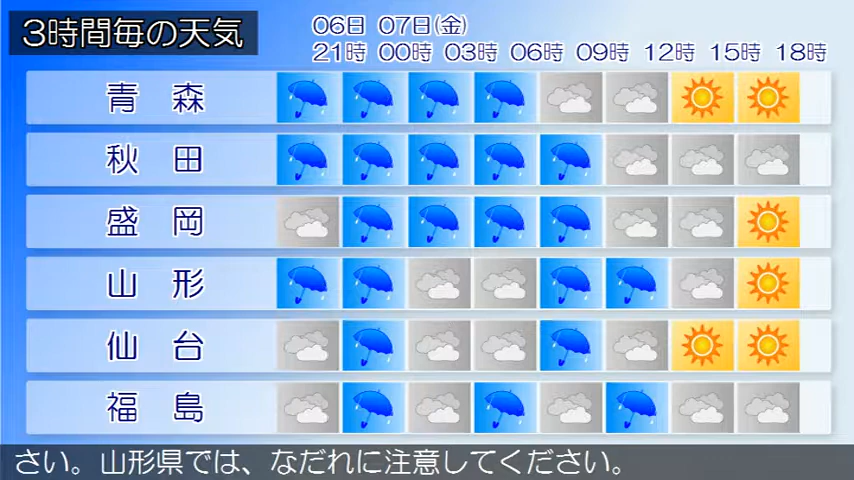 3時間毎の天気
06日 07日(金)
21時 00時 03時 06時 09時 12時 15時 18時
青森
秋田
盛岡
山形
仙台
福島
さい。山形県では、なだれに注意してください。